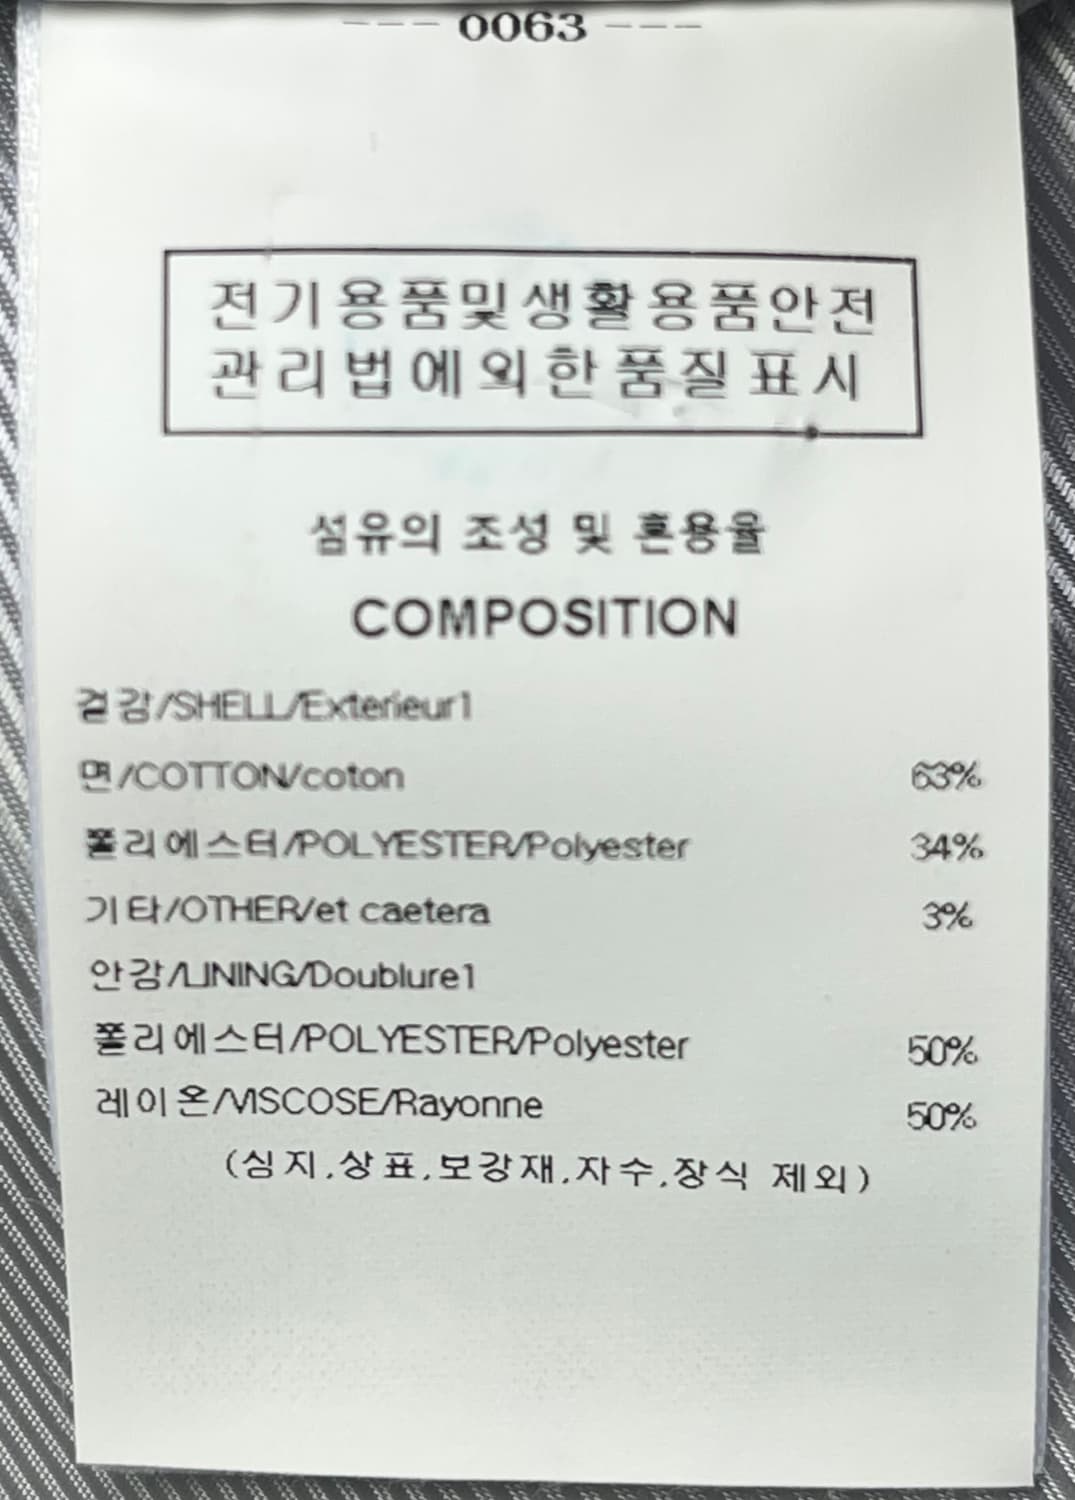 --- 0063 ---
전기용품및생활용품안전
관리법에의한품질표시
섬유의 조성 및 혼용율
COMPOSITION
겉감/SHELL/Exterieur1
면/COTTON/coton 63%
폴리에스터/POLYESTER/Polyester 34%
기타/OTHER/et caetera 3%
안감/LINING/Doublure1
폴리에스터/POLYESTER/Polyester 50%
레이온/VISCOSE/Rayonne 50%
(심지,상표,보강재,자수,장식 제외)